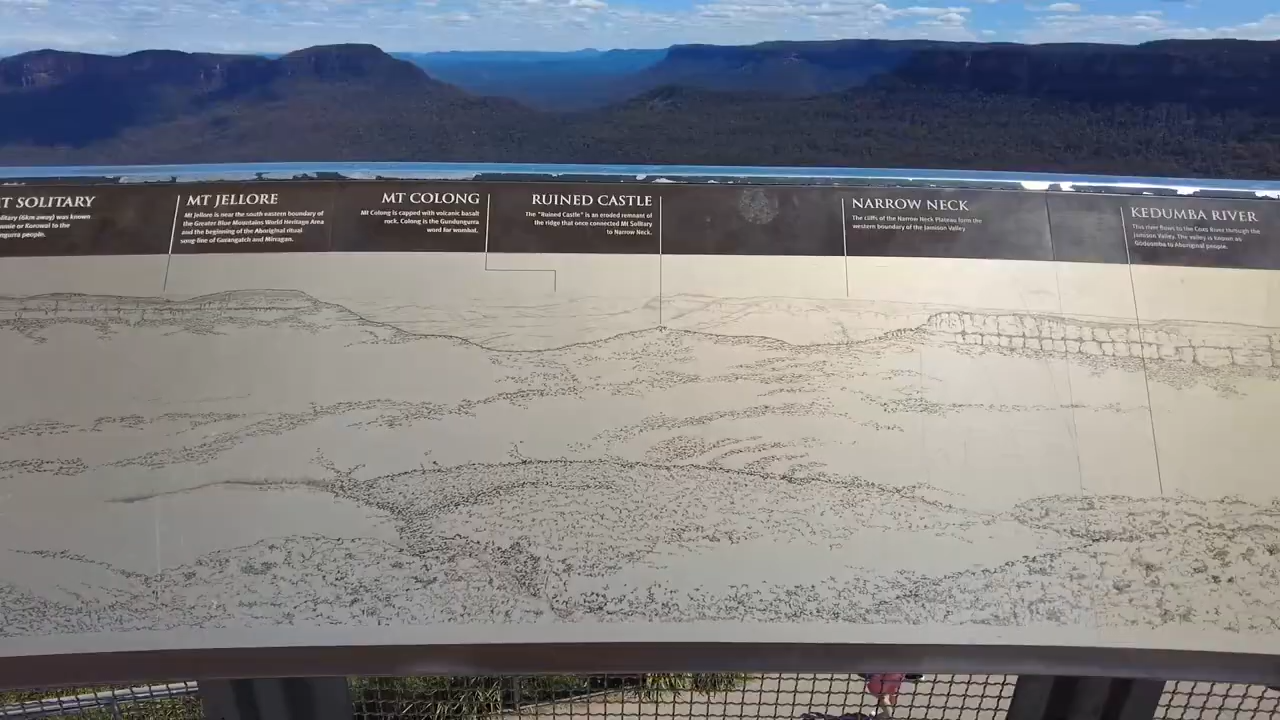 T SOLITARY
litary (6km away) was known
nnie or Korowal to the
ngurra people.
MT JELLORE
Mt Jellore is near the south eastern boundary of
the Greater Blue Mountains World Heritage Area
and the beginning of the Aboriginal ritual
song-line of Gurangatch and Mirragan.
MT COLONG
Mt Colong is capped with volcanic basalt
rock. Colong is the Gundungurra
word for wombat.
RUINED CASTLE
The "Ruined Castle" is an eroded remnant of
the ridge that once connected Mt Solitary
to Narrow Neck.
NARROW NECK
The cliffs of the Narrow Neck Plateau form the
western boundary of the Jamison Valley
KEDUMBA RIVER
This river flows to the Coxs River through the
Jamison Valley. The valley is known as
to Aboriginal people.